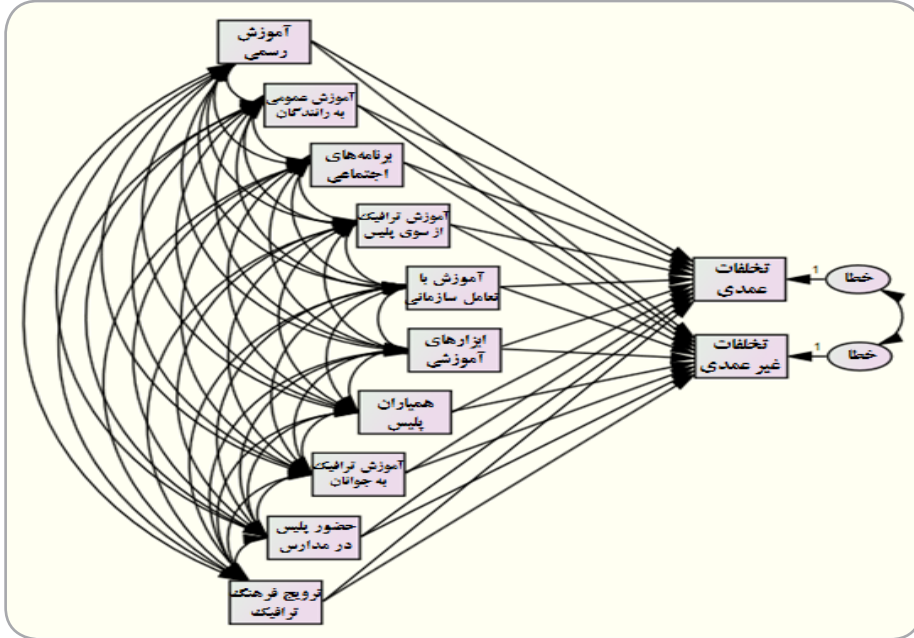 آموزش
رسمی
آموزش عمومی
به رانندگان
برنامه‌های
اجتماعی
آموزش ترافیک
از سوی پلیس
آموزش با
تعامل سازمانی
ابزارهای
آموزشی
همیاران
پلیس
آموزش ترافیک
به جوانان
حضور پلیس
در مدارس
ترویج فرهنگ
ترافیک
تخلفات
عمدی
1
خطا
تخلفات
غیر عمدی
1
خطا